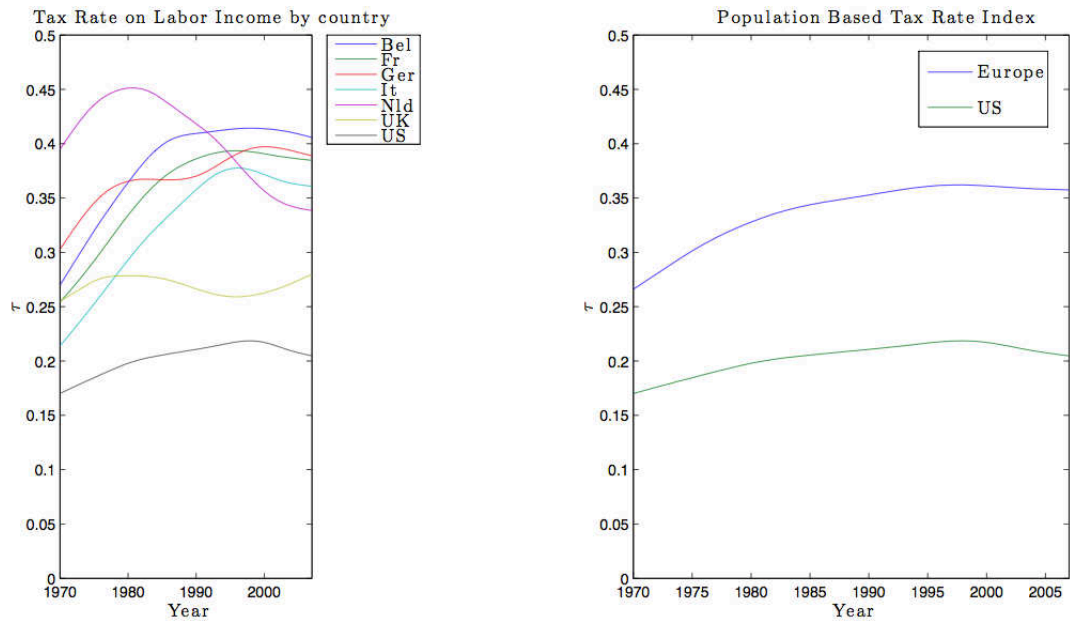 Tax Rate on Labor Income by country
0.5
0.45
0.4
0.35
0.3
0.25
0.2
0.15
0.1
0.05
0
τ
1970 1980 1990 2000
Year
Bel
Fr
Ger
It
Nld
UK
US
Population Based Tax Rate Index
0.5
0.45
0.4
0.35
0.3
0.25
0.2
0.15
0.1
0.05
0
τ
1970 1975 1980 1985 1990 1995 2000 2005
Year
Europe
US